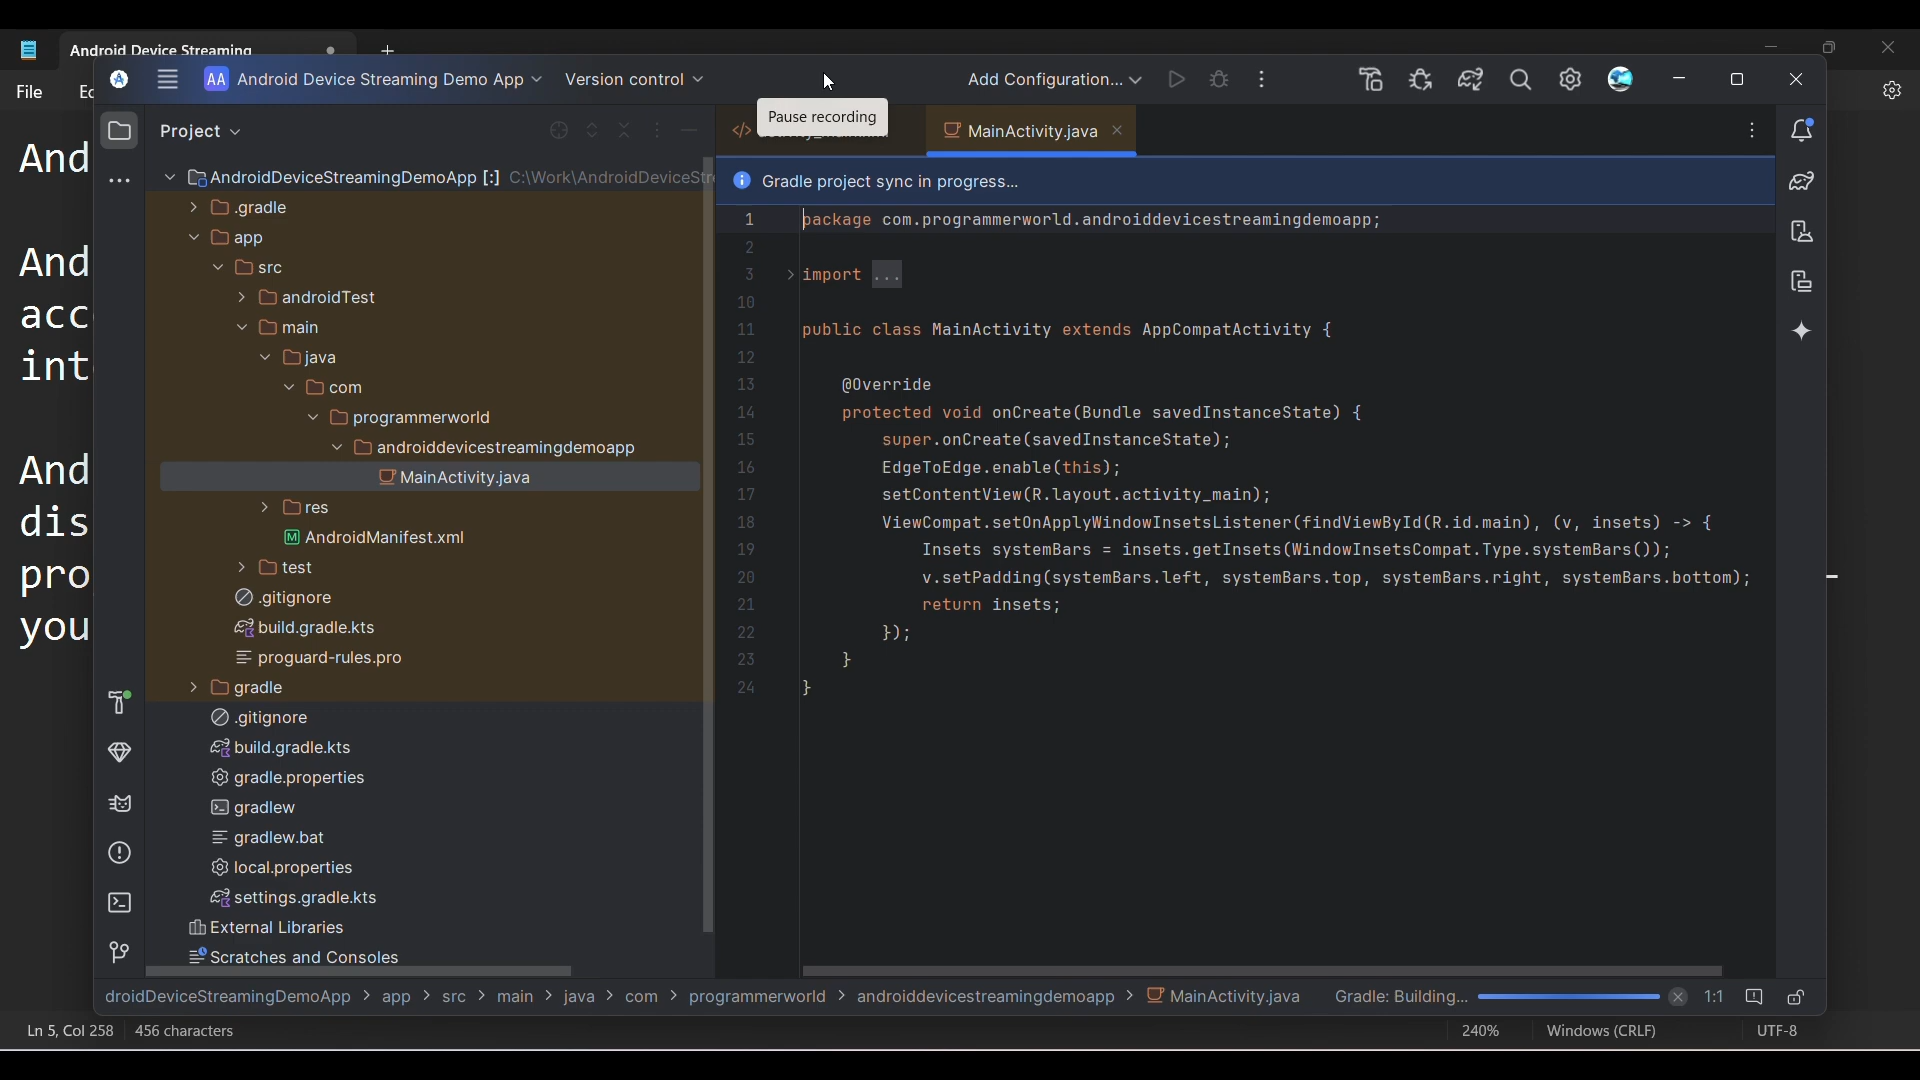 Android Device Streaming
File
AA Android Device Streaming Demo App
Version control
Add Configuration...
Pause recording
Project
MainActivity.java
AndroidDeviceStreamingDemoApp [:] C:\Work\AndroidDeviceStre
Gradle project sync in progress...
.gradle
app
src
androidTest
main
java
com
programmerworld
androiddevicestreamingdemoapp
MainActivity.java
res
AndroidManifest.xml
test
.gitignore
build.gradle.kts
proguard-rules.pro
gradle
.gitignore
build.gradle.kts
gradle.properties
gradlew
gradlew.bat
local.properties
settings.gradle.kts
External Libraries
Scratches and Consoles
1 package com.programmerworld.androiddevicestreamingdemoapp;
2
3 import ...
10
11 public class MainActivity extends AppCompatActivity {
12
13 @Override
14 protected void onCreate(Bundle savedInstanceState) {
15 super.onCreate(savedInstanceState);
16 EdgeToEdge.enable(this);
17 setContentView(R.layout.activity_main);
18 ViewCompat.setOnApplyWindowInsetsListener(findViewById(R.id.main), (v, insets) -> {
19 Insets systemBars = insets.getInsets(WindowInsetsCompat.Type.systemBars());
20 v.setPadding(systemBars.left, systemBars.top, systemBars.right, systemBars.bottom);
21 return insets;
22 });
23 }
24 }
And
And
acc
int
And
dis
pro
you
droidDeviceStreamingDemoApp > app > src > main > java > com > programmerworld > androiddevicestreamingdemoapp > MainActivity.java
Gradle: Building...
1:1
Ln 5, Col 258
456 characters
240%
Windows (CRLF)
UTF-8